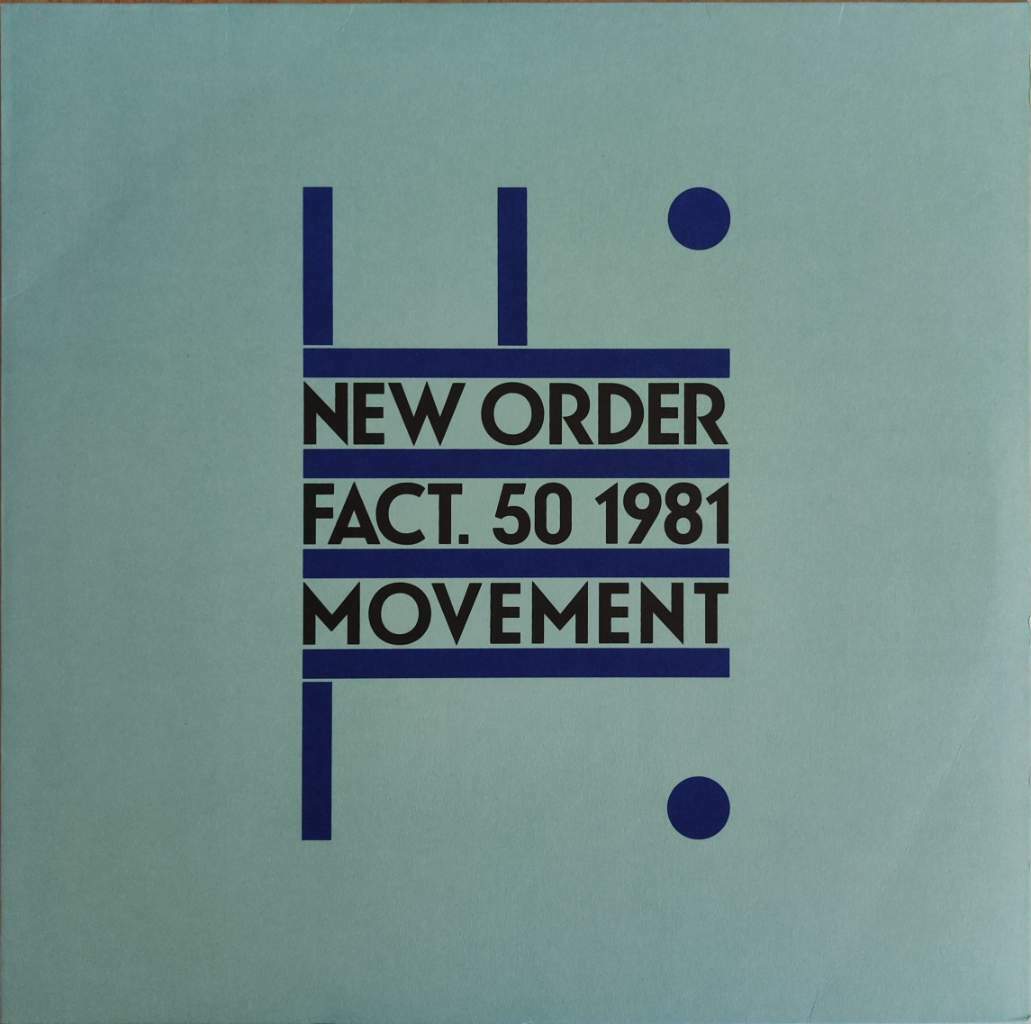 NEW ORDER
FACT. 50 1981
MOVEMENT